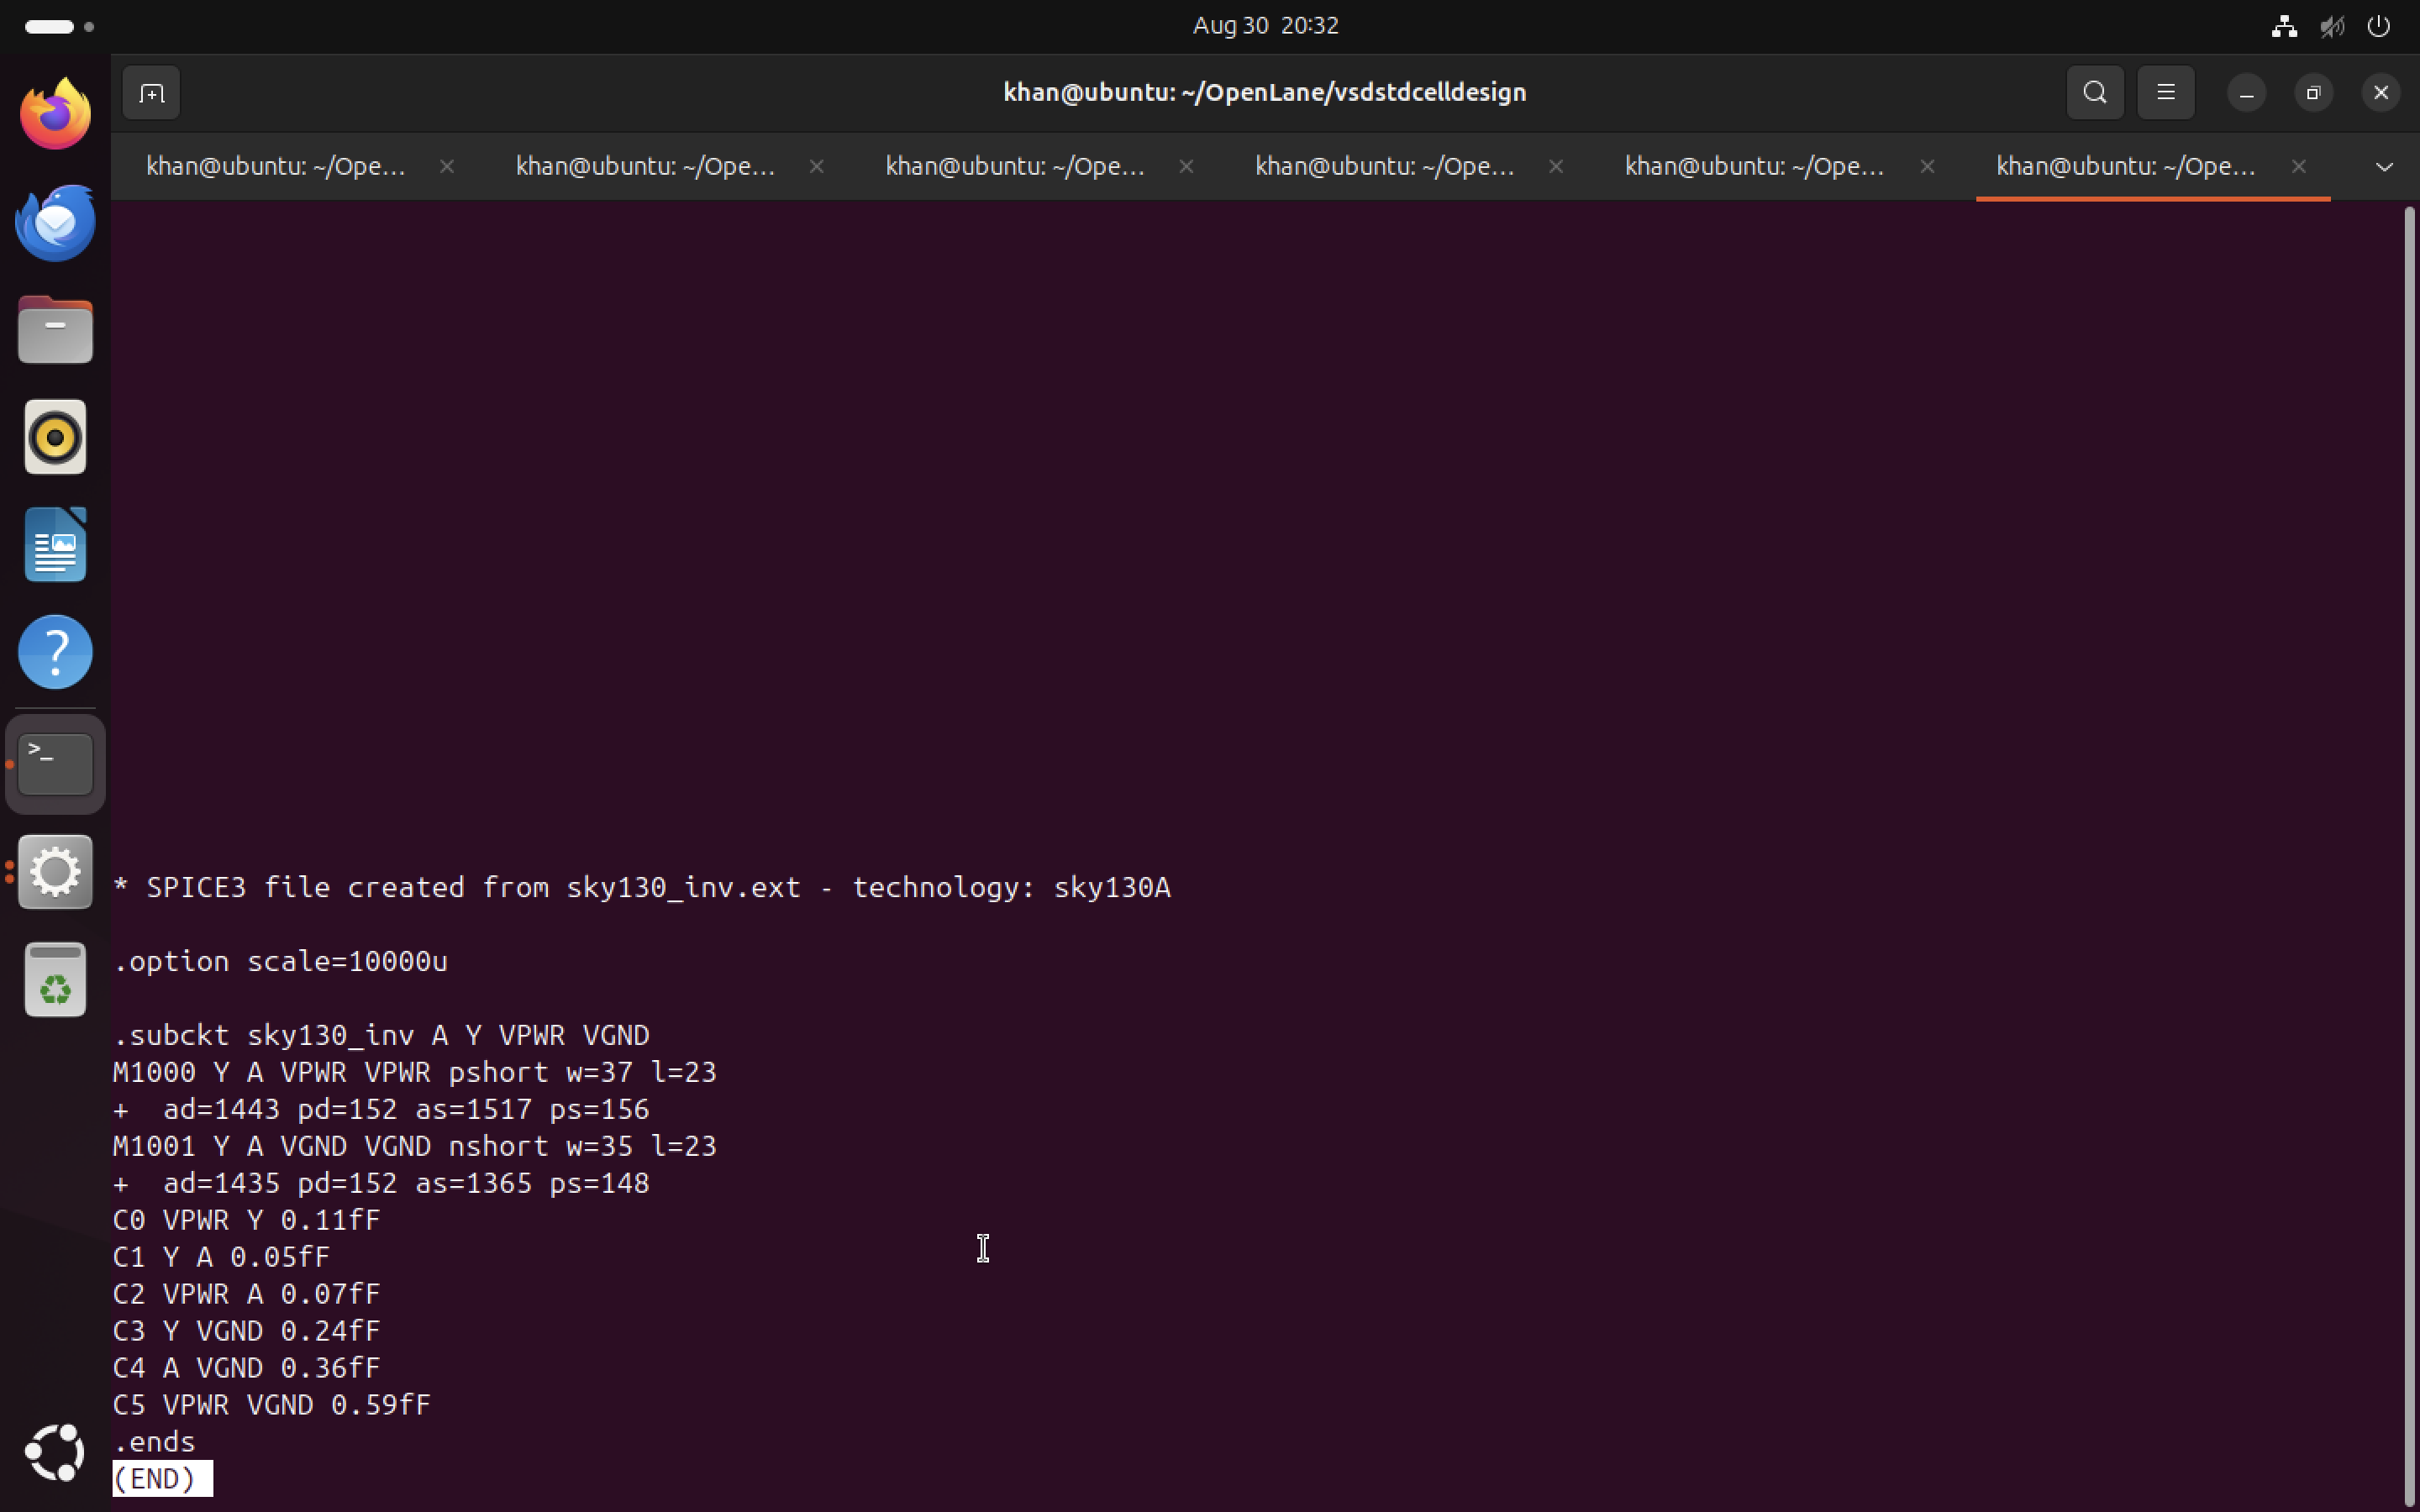 Aug 30 20:32
khan@ubuntu: ~/OpenLane/vsdstdcelldesign
khan@ubuntu: ~/Ope… khan@ubuntu: ~/Ope… khan@ubuntu: ~/Ope… khan@ubuntu: ~/Ope… khan@ubuntu: ~/Ope… khan@ubuntu: ~/Ope…
* SPICE3 file created from sky130_inv.ext - technology: sky130A
.option scale=10000u
.subckt sky130_inv A Y VPWR VGND
M1000 Y A VPWR VPWR pshort w=37 l=23
+  ad=1443 pd=152 as=1517 ps=156
M1001 Y A VGND VGND nshort w=35 l=23
+  ad=1435 pd=152 as=1365 ps=148
C0 VPWR Y 0.11fF
C1 Y A 0.05fF
C2 VPWR A 0.07fF
C3 Y VGND 0.24fF
C4 A VGND 0.36fF
C5 VPWR VGND 0.59fF
.ends
(END)